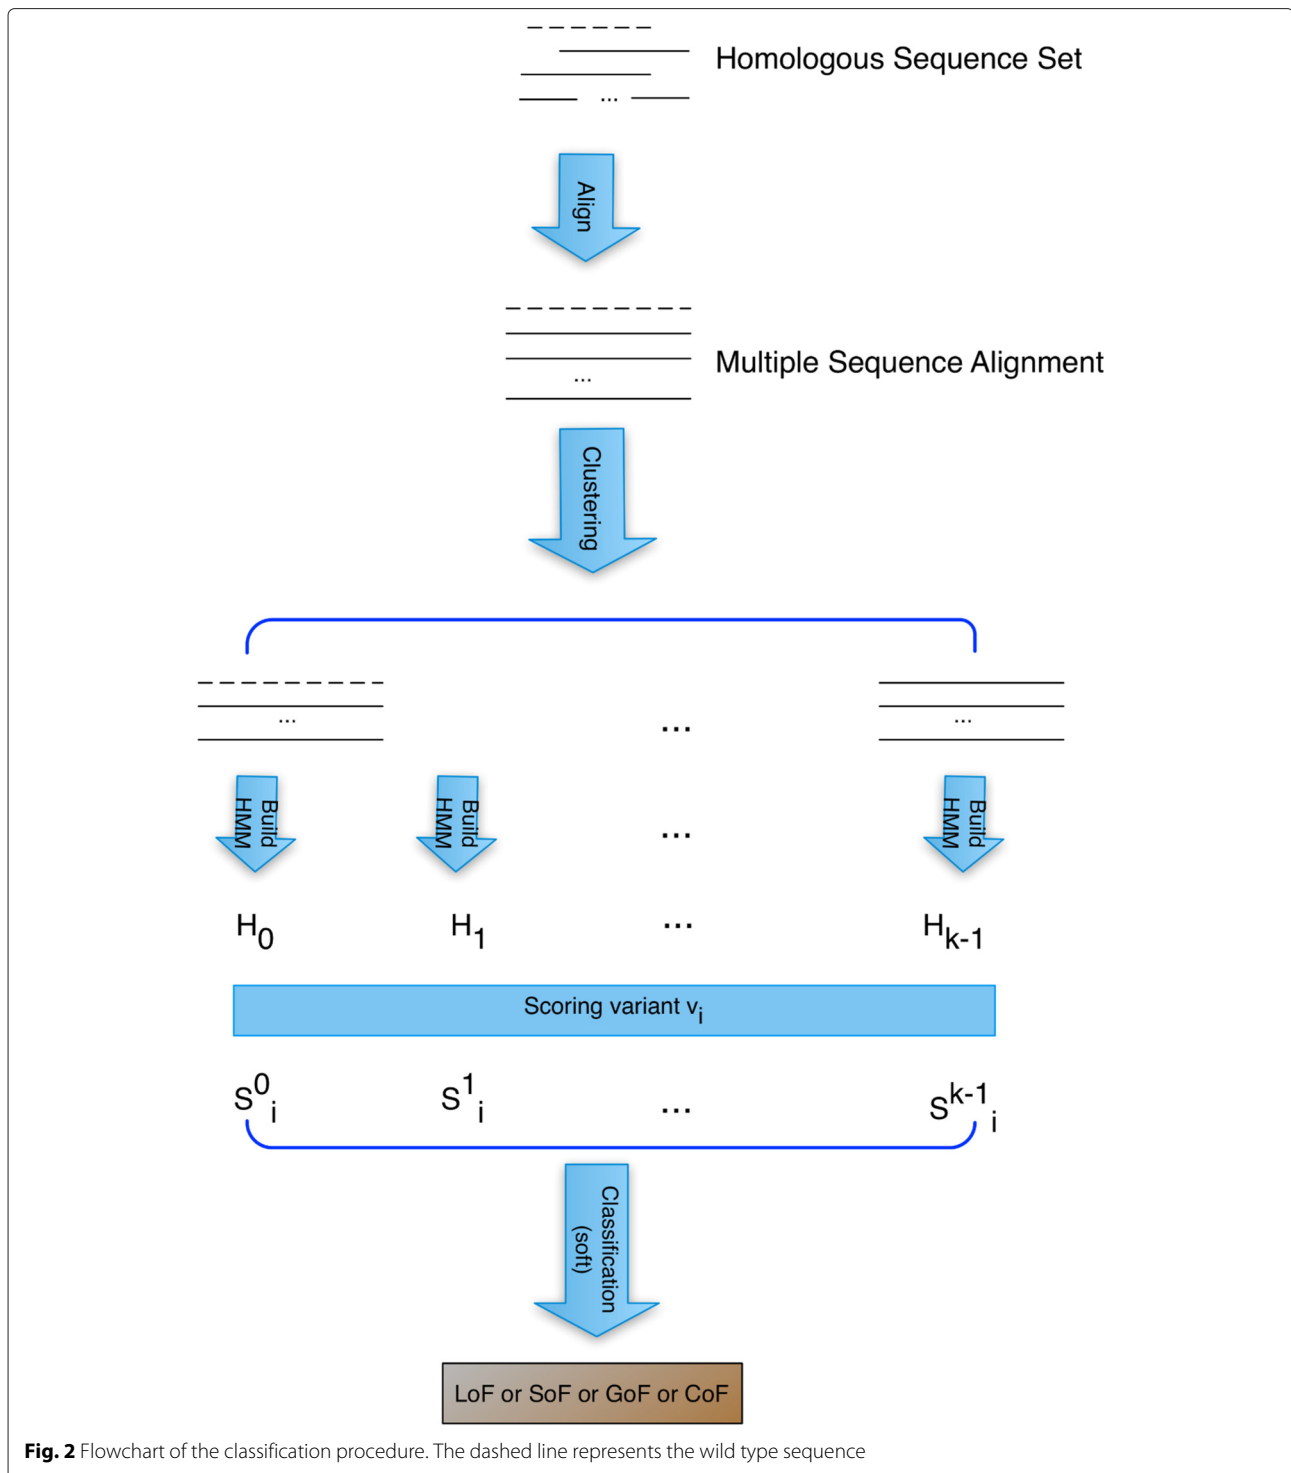 Homologous Sequence Set
...
Align
Multiple Sequence Alignment
...
Clustering
... ... ...
Build HMM Build HMM ... Build HMM
H0 H1 ... Hk-1
Scoring variant vi
S0i S1i ... Sk-1i
Classification
(soft)
LoF or SoF or GoF or CoF
Fig. 2 Flowchart of the classification procedure. The dashed line represents the wild type sequence